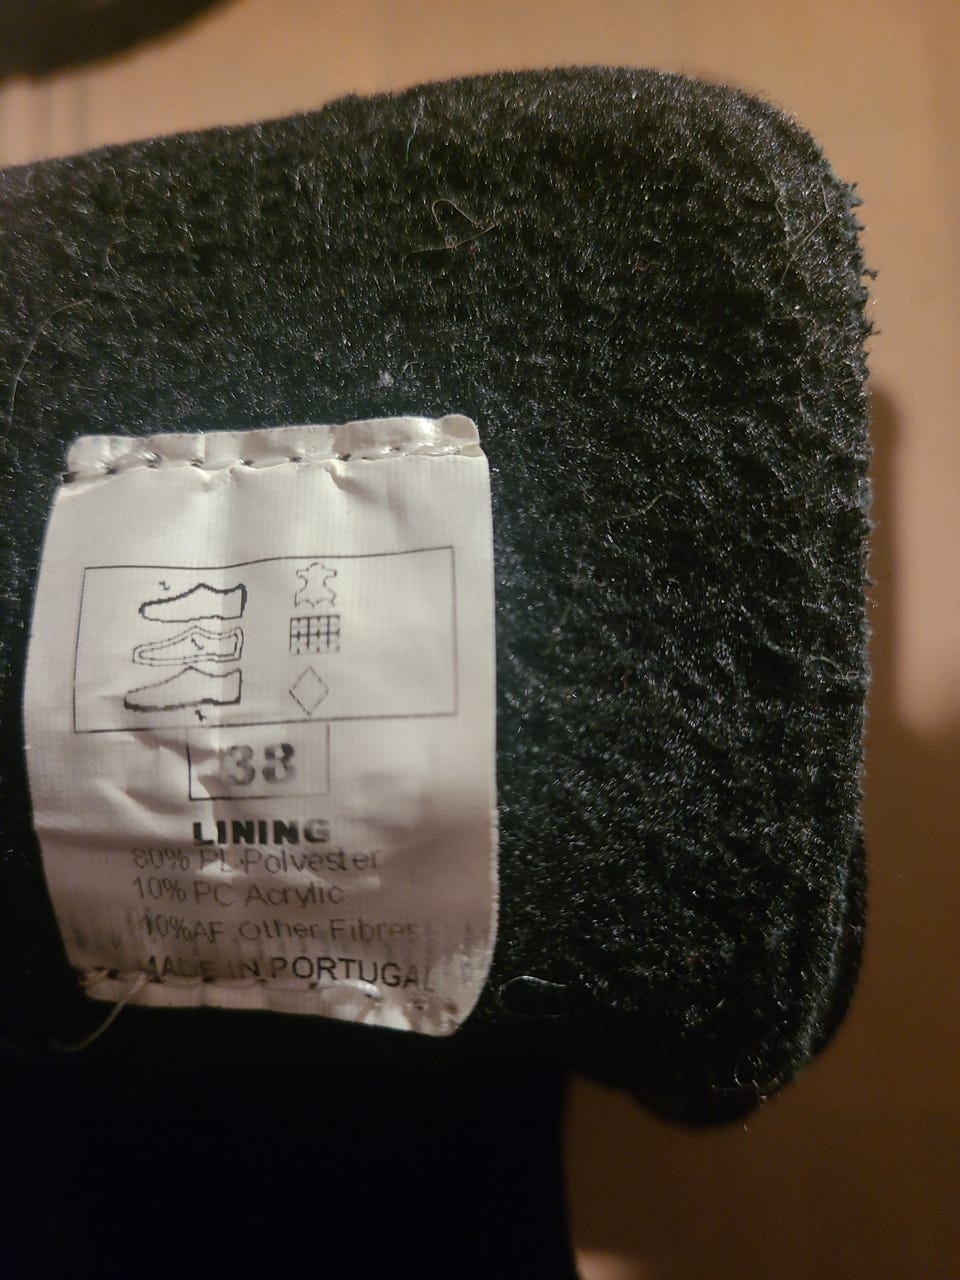 38
LINING
80% PL-Polyester
10% PC Acrylic
10%AF other Fibres
MADE IN PORTUGAL